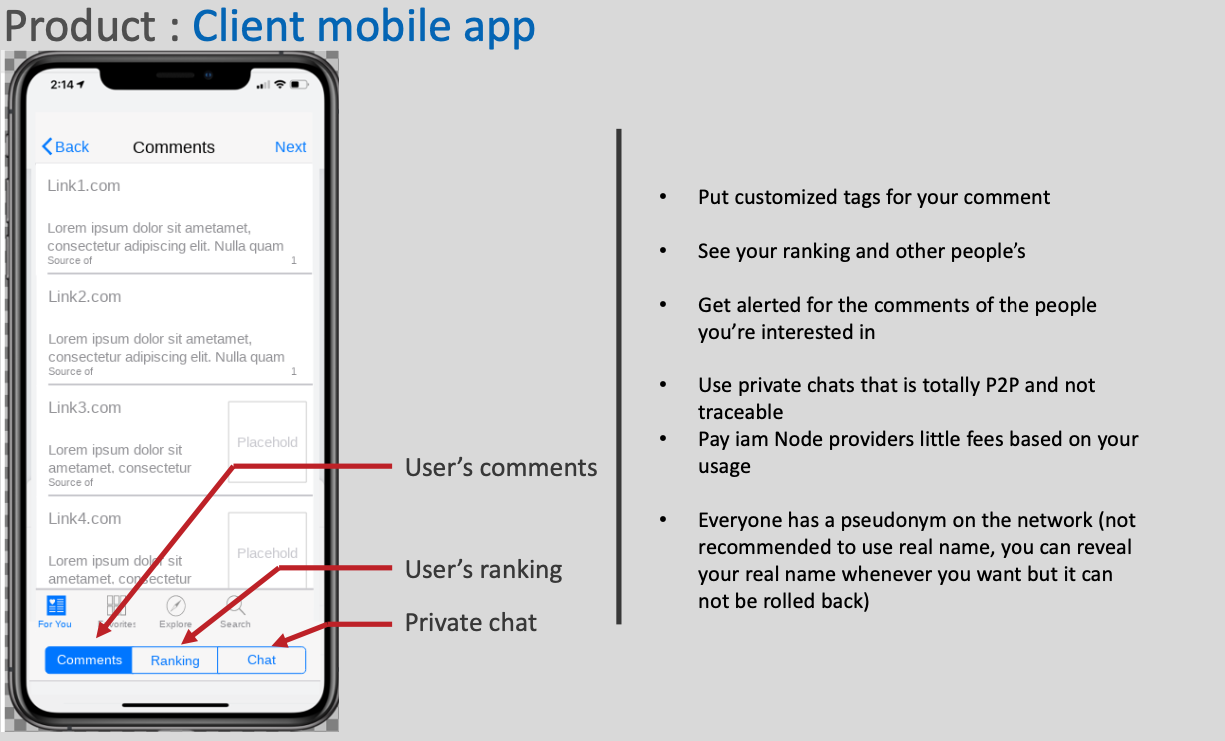 Product : Client mobile app
2:14
Back
Comments
Next
Link1.com
Lorem ipsum dolor sit ametamet,
consectetur adipiscing elit. Nulla quam
Source of
1
Link2.com
Lorem ipsum dolor sit ametamet,
consectetur adipiscing elit. Nulla quam
Source of
1
Link3.com
Lorem ipsum dolor sit
ametamet, consectetur
Source of
Placehold
Link4.com
Lorem ipsum dolor sit
ametamet, consectetur
Placehold
For You
Explore
Search
Comments
Ranking
Chat
User's comments
User's ranking
Private chat
• Put customized tags for your comment
• See your ranking and other people's
• Get alerted for the comments of the people
you're interested in
• Use private chats that is totally P2P and not
traceable
• Pay iam Node providers little fees based on your
usage
• Everyone has a pseudonym on the network (not
recommended to use real name, you can reveal
your real name whenever you want but it can
not be rolled back)